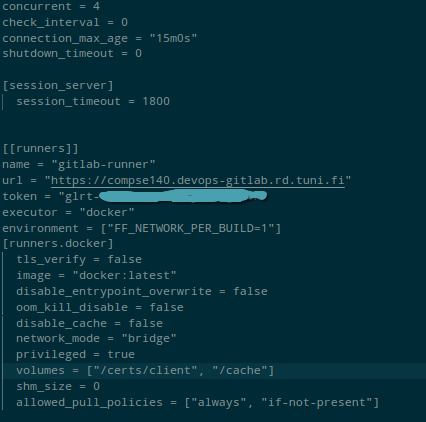 concurrent = 4
check_interval = 0
connection_max_age = "15m0s"
shutdown_timeout = 0
[session_server]
session_timeout = 1800
[[runners]]
name = "gitlab-runner"
url = "https://compse140.devops-gitlab.rd.tuni.fi"
token = "glrt-
executor = "docker"
environment = ["FF_NETWORK_PER_BUILD=1"]
[runners.docker]
tls_verify = false
image = "docker:latest"
disable_entrypoint_overwrite = false
oom_kill_disable = false
disable_cache = false
network_mode = "bridge"
privileged = true
volumes = ["/certs/client", "/cache"]
shm_size = 0
allowed_pull_policies = ["always", "if-not-present"]